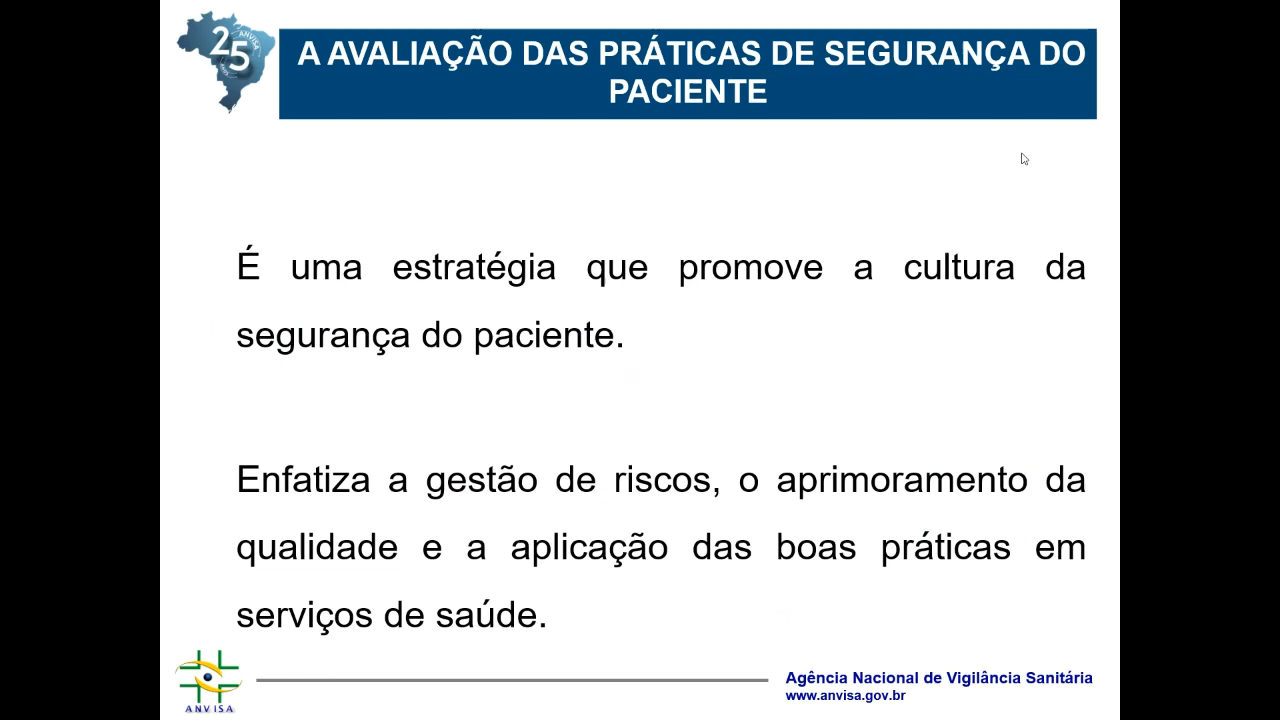 25
ANVISA
A AVALIAÇÃO DAS PRÁTICAS DE SEGURANÇA DO
PACIENTE
É uma estratégia que promove a cultura da
segurança do paciente.
Enfatiza a gestão de riscos, o aprimoramento da
qualidade e a aplicação das boas práticas em
serviços de saúde.
ANVISA
Agência Nacional de Vigilância Sanitária
www.anvisa.gov.br